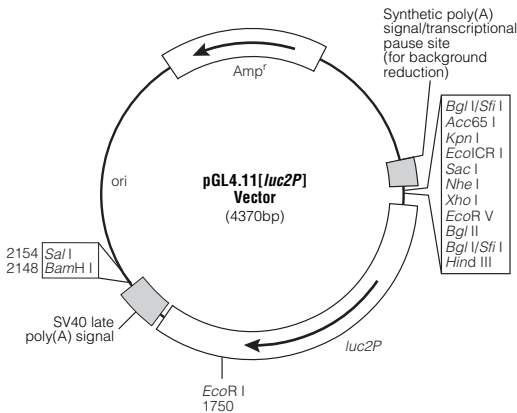 Synthetic poly(A)
signal/transcriptional
pause site
(for background
reduction)
Ampʳ
Bgl I/Sfi I
Acc65 I
Kpn I
EcoICR I
Sac I
Nhe I
Xho I
EcoR V
Bgl II
Bgl I/Sfi I
Hind III
ori
pGL4.11[luc2P]
Vector
(4370bp)
2154 Sal I
2148 BamH I
SV40 late
poly(A) signal
luc2P
EcoR I
1750